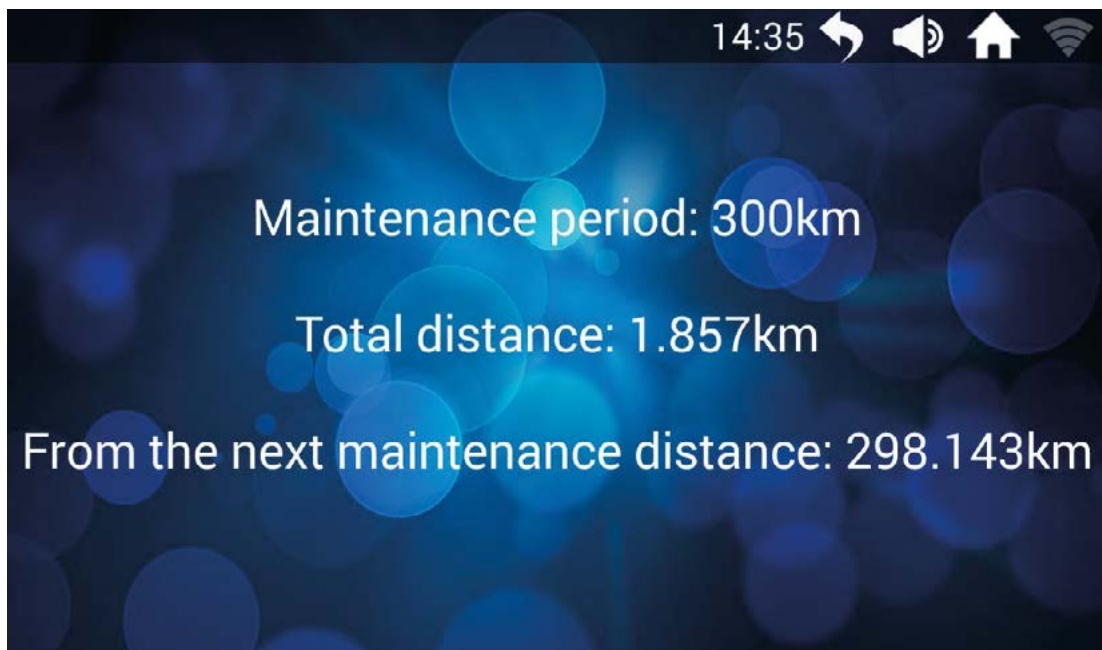 14:35
Maintenance period: 300km
Total distance: 1.857km
From the next maintenance distance: 298.143km